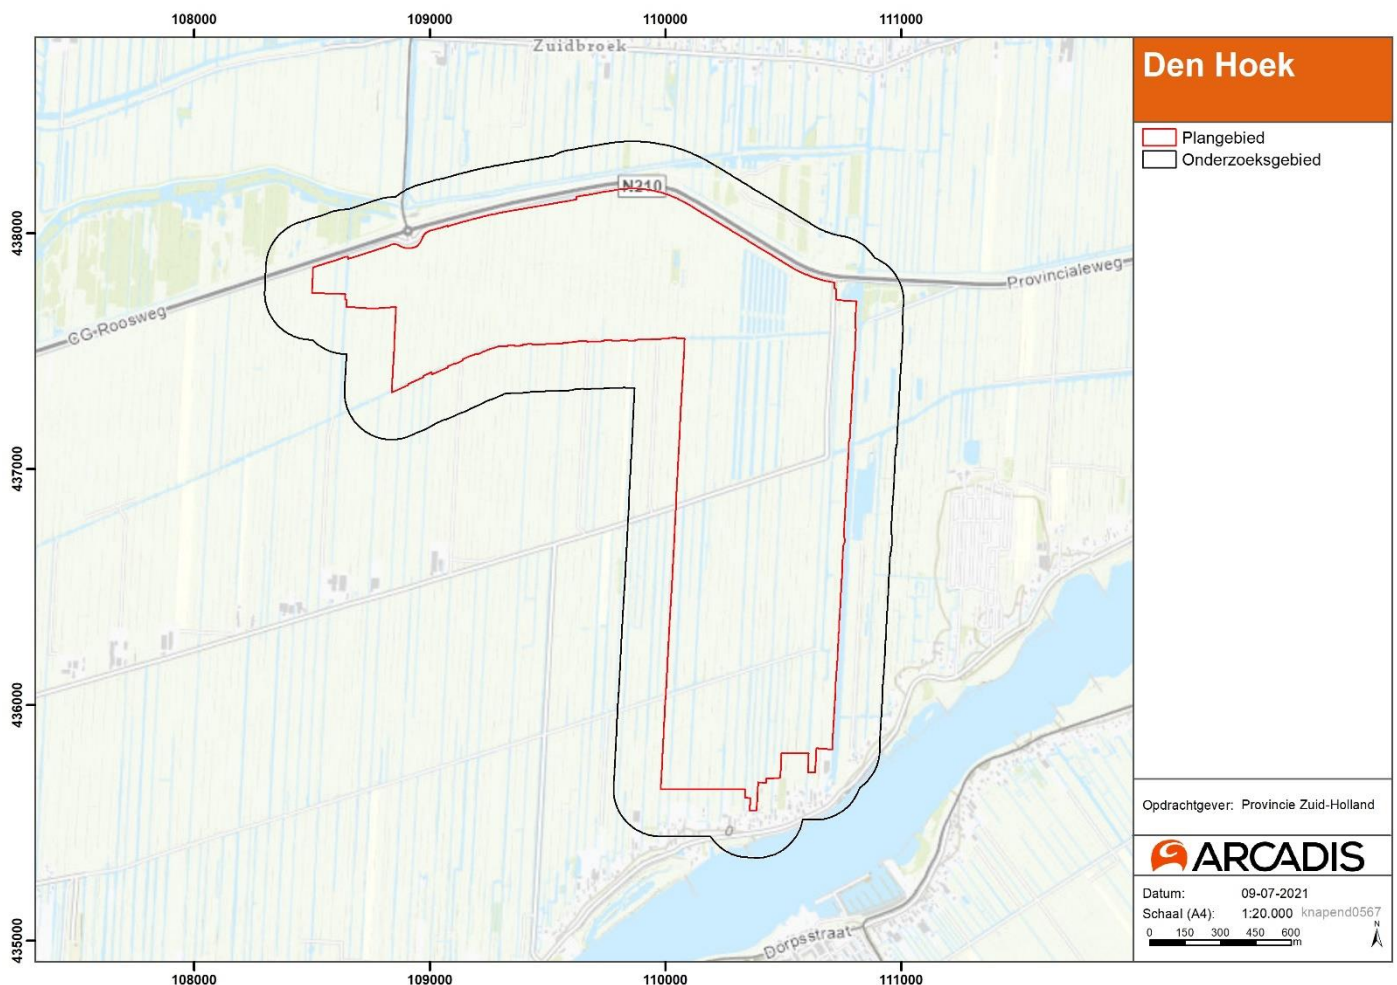 108000 109000 110000 111000
Zuidbroek
N210
CG-Roosweg
Provincialeweg
Dorpsstraat
438000
437000
436000
435000
108000 109000 110000 111000
Den Hoek
Plangebied
Onderzoeksgebied
Opdrachtgever: Provincie Zuid-Holland
ARCADIS
Datum: 09-07-2021
Schaal (A4): 1:20.000 knapend0567
N
0 150 300 450 600
m